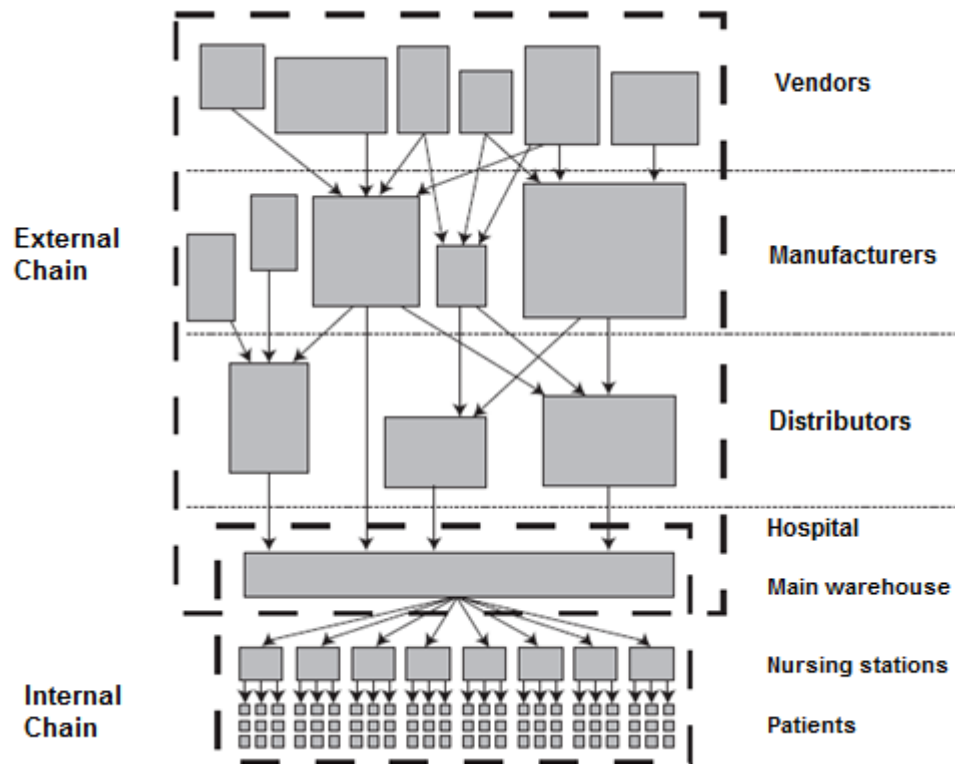 Vendors
External
Chain
Manufacturers
Distributors
Hospital
Main warehouse
Nursing stations
Internal
Chain
Patients